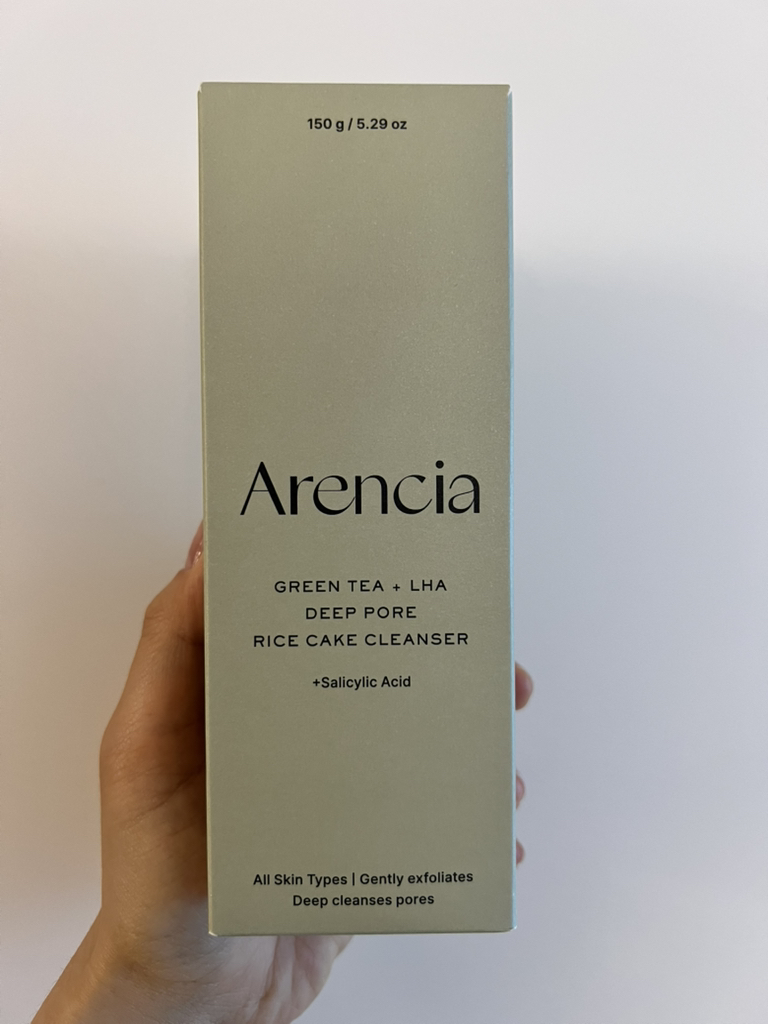 150 g / 5.29 oz
Arencia
GREEN TEA + LHA
DEEP PORE
RICE CAKE CLEANSER
+Salicylic Acid
All Skin Types | Gently exfoliates
Deep cleanses pores